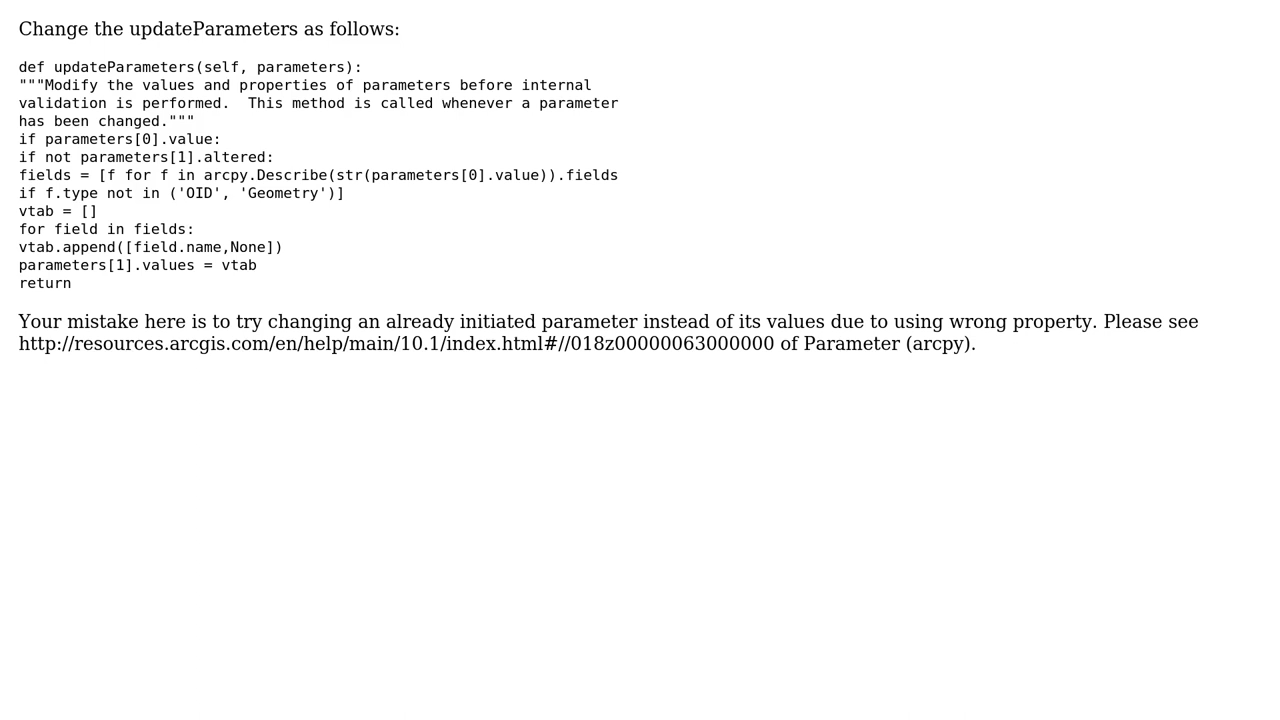 Change the updateParameters as follows:
def updateParameters(self, parameters):
"""Modify the values and properties of parameters before internal
validation is performed.  This method is called whenever a parameter
has been changed."""
if parameters[0].value:
if not parameters[1].altered:
fields = [f for f in arcpy.Describe(str(parameters[0].value)).fields
if f.type not in ('OID', 'Geometry')]
vtab = []
for field in fields:
vtab.append([field.name,None])
parameters[1].values = vtab
return
Your mistake here is to try changing an already initiated parameter instead of its values due to using wrong property. Please see
http://resources.arcgis.com/en/help/main/10.1/index.html#//018z00000063000000 of Parameter (arcpy).